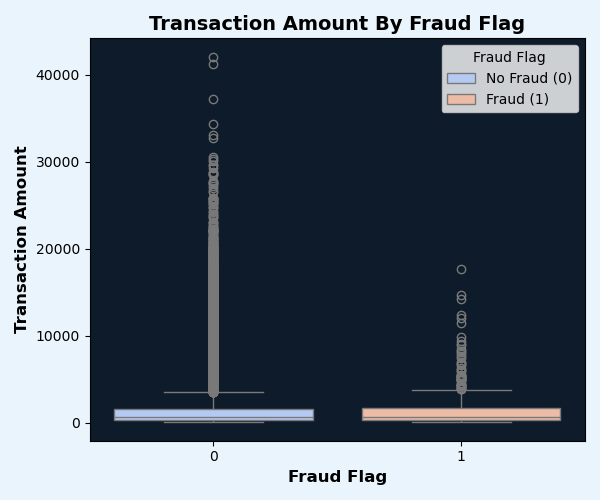 Transaction Amount By Fraud Flag
Fraud Flag
No Fraud (0)
Fraud (1)
Transaction Amount
40000
30000
20000
10000
0
0 1
Fraud Flag